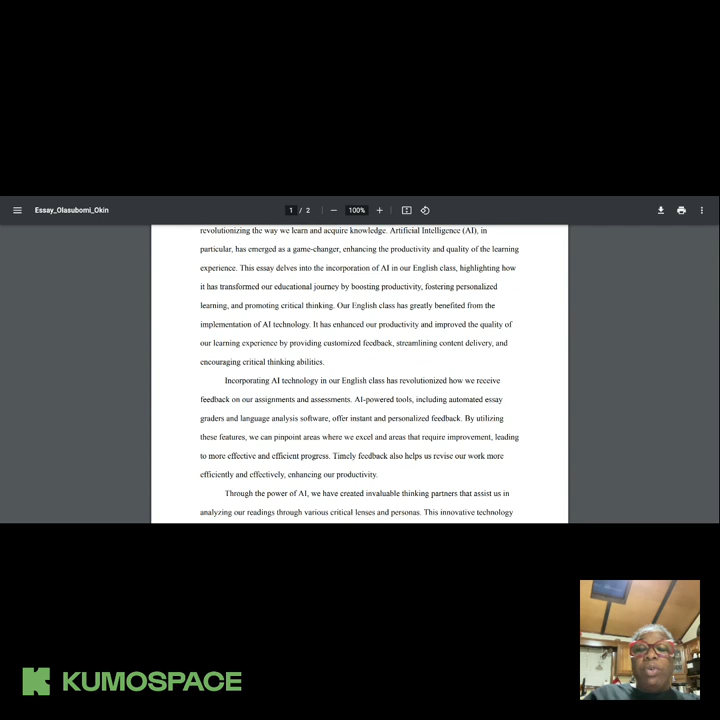 Essay_Olasubomi_Okin
1 / 2
100%
revolutionizing the way we learn and acquire knowledge. Artificial Intelligence (AI), in
particular, has emerged as a game-changer, enhancing the productivity and quality of the learning
experience. This essay delves into the incorporation of AI in our English class, highlighting how
it has transformed our educational journey by boosting productivity, fostering personalized
learning, and promoting critical thinking. Our English class has greatly benefited from the
implementation of AI technology. It has enhanced our productivity and improved the quality of
our learning experience by providing customized feedback, streamlining content delivery, and
encouraging critical thinking abilities.
Incorporating AI technology in our English class has revolutionized how we receive
feedback on our assignments and assessments. AI-powered tools, including automated essay
graders and language analysis software, offer instant and personalized feedback. By utilizing
these features, we can pinpoint areas where we excel and areas that require improvement, leading
to more effective and efficient progress. Timely feedback also helps us revise our work more
efficiently and effectively, enhancing our productivity.
Through the power of AI, we have created invaluable thinking partners that assist us in
analyzing our readings through various critical lenses and personas. This innovative technology
KUMOSPACE